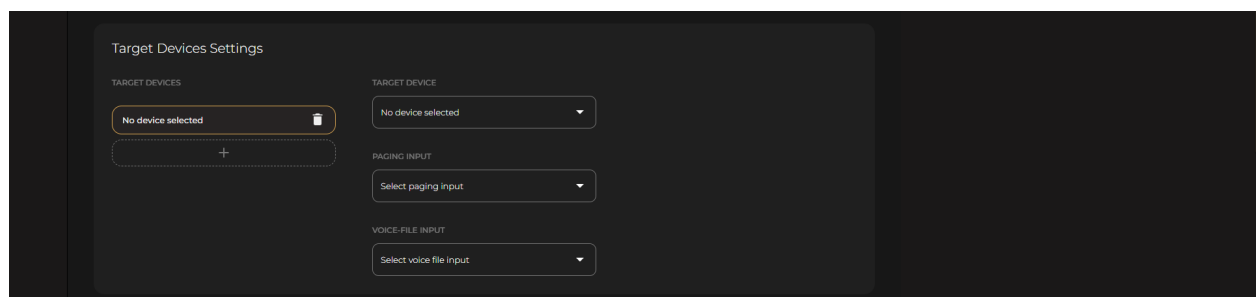 Target Devices Settings
TARGET DEVICES
No device selected
+
TARGET DEVICE
No device selected
PAGING INPUT
Select paging input
VOICE-FILE INPUT
Select voice file input